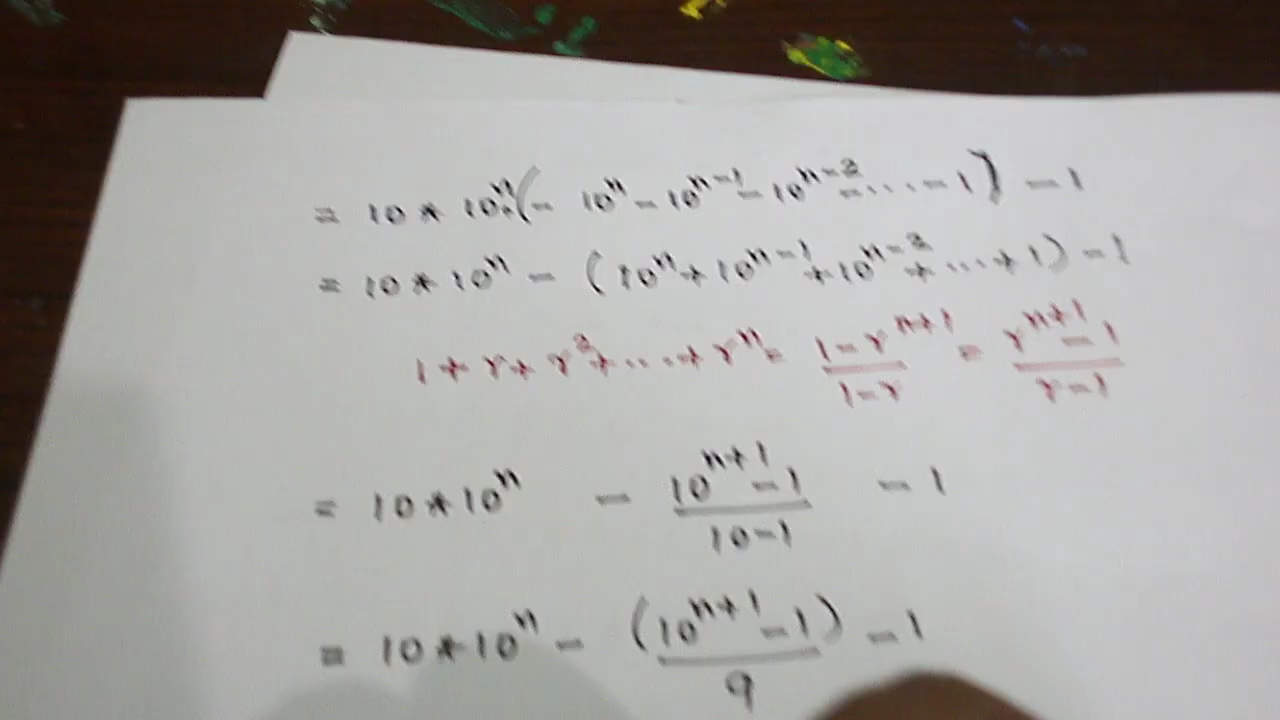 = 10 * 10ⁿ.(- 10ⁿ - 10ⁿ⁻¹ - 10ⁿ⁻² - ... - 1) - 1
= 10 * 10ⁿ - (10ⁿ + 10ⁿ⁻¹ + 10ⁿ⁻² + ... + 1) - 1
1 + r + r² + ... + rⁿ = (1 - rⁿ⁺¹)/(1 - r) = (rⁿ⁺¹ - 1)/(r - 1)
= 10 * 10ⁿ - (10ⁿ⁺¹ - 1)/(10 - 1) - 1
= 10 * 10ⁿ - (10ⁿ⁺¹ - 1)/9 - 1